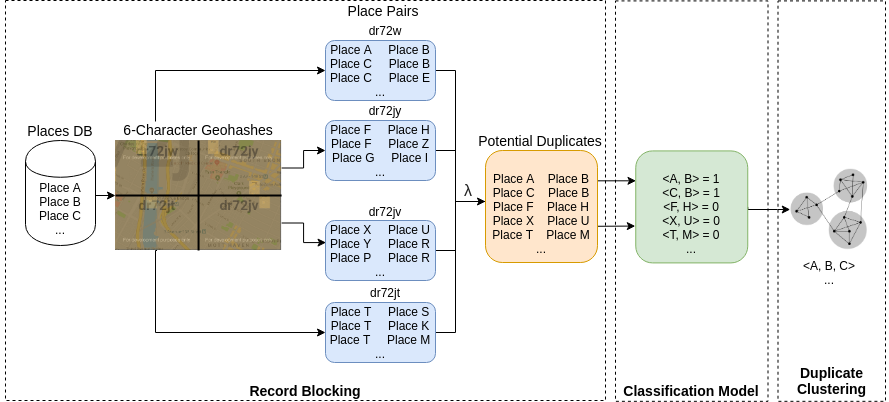 Place Pairs
Places DB
Place A
Place B
Place C
...
6-Character Geohashes
dr72jw
dr72jy
dr72jt
dr72jv
dr72w
Place A Place B
Place C Place B
Place C Place E
...
dr72jy
Place F Place H
Place F Place Z
Place G Place I
...
dr72jv
Place X Place U
Place Y Place R
Place P Place R
...
dr72jt
Place T Place S
Place T Place K
Place T Place M
...
λ
Potential Duplicates
Place A Place B
Place C Place B
Place F Place H
Place X Place U
Place T Place M
...
Record Blocking
<A, B> = 1
<C, B> = 1
<F, H> = 0
<X, U> = 0
<T, M> = 0
...
Classification Model
<A, B, C>
...
Duplicate
Clustering